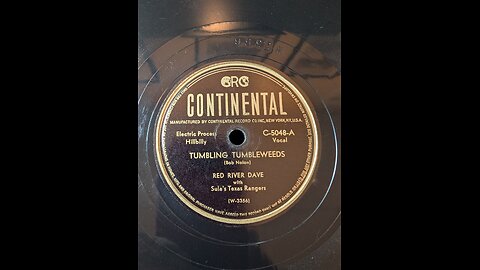 CRC
CONTINENTAL
MANUFACTURED BY CONTINENTAL RECORD CO. INC., NEW YORK, N.Y., U.S.A.
Electric Process
Hillbilly
C-5048-A
Vocal
TUMBLING TUMBLEWEEDS
(Bob Nolan)
RED RIVER DAVE
with
Sula's Texas Rangers
(W-3356)